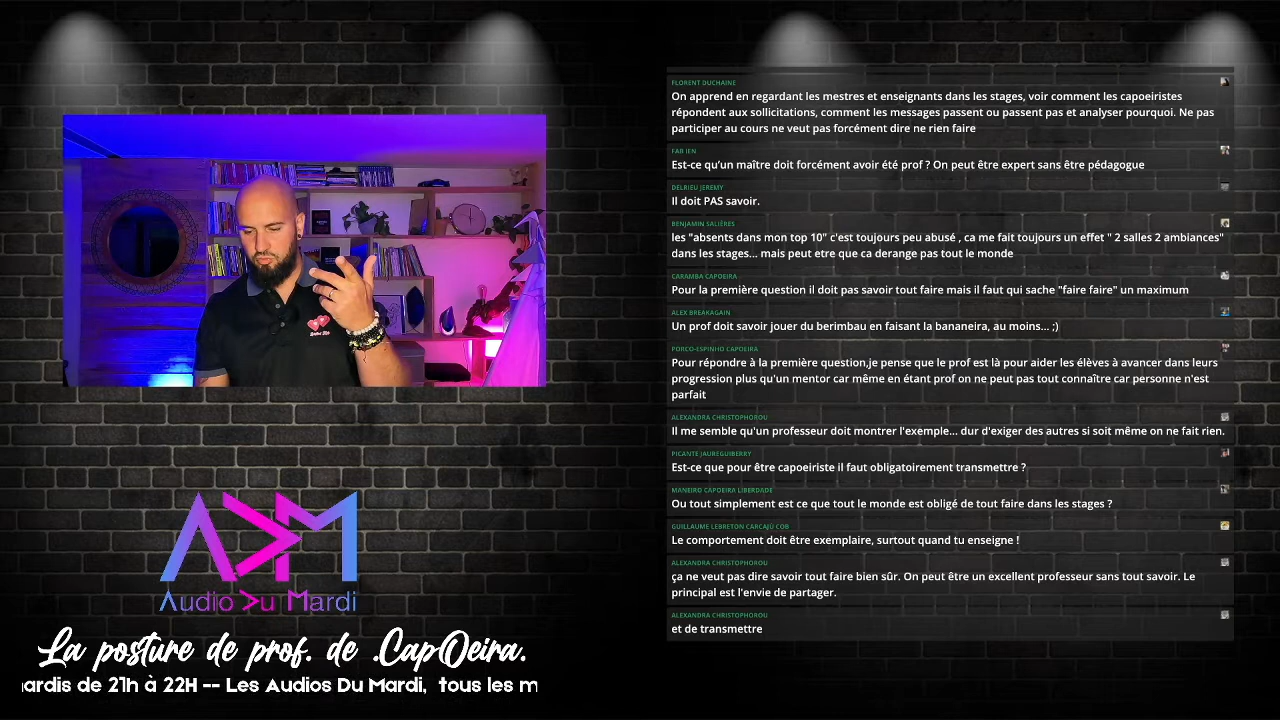 FLORENT DUCHAINE
On apprend en regardant les mestres et enseignants dans les stages, voir comment les capoeiristes
répondent aux sollicitations, comment les messages passent ou passent pas et analyser pourquoi. Ne pas
participer au cours ne veut pas forcément dire ne rien faire
FAR IEN
Est-ce qu'un maître doit forcément avoir été prof ? On peut être expert sans être pédagogue
DELRIEU JEREMY
Il doit PAS savoir.
BENJAMIN SALIÈRES
les "absents dans mon top 10" c'est toujours peu abusé , ca me fait toujours un effet " 2 salles 2 ambiances"
dans les stages... mais peut etre que ca derange pas tout le monde
CARAMBA CAPOEIRA
Pour la première question il doit pas savoir tout faire mais il faut qui sache "faire faire" un maximum
ALEX BREAKAGAIN
Un prof doit savoir jouer du berimbau en faisant la bananeira, au moins... ;)
PORCO-ESPINHO CAPOEIRA
Pour répondre à la première question,je pense que le prof est là pour aider les élèves à avancer dans leurs
progression plus qu'un mentor car même en étant prof on ne peut pas tout connaître car personne n'est
parfait
ALEXANDRA CHRISTOPHOROU
Il me semble qu'un professeur doit montrer l'exemple... dur d'exiger des autres si soit même on ne fait rien.
PICANTE JAUREGUIBERRY
Est-ce que pour être capoeiriste il faut obligatoirement transmettre ?
MANEIRO CAPOEIRA LIBERDADE
Ou tout simplement est ce que tout le monde est obligé de tout faire dans les stages ?
GUILLAUME LEBRETON CARCAJÙ COB
Le comportement doit être exemplaire, surtout quand tu enseigne !
ALEXANDRA CHRISTOPHOROU
ça ne veut pas dire savoir tout faire bien sûr. On peut être un excellent professeur sans tout savoir. Le
principal est l'envie de partager.
ALEXANDRA CHRISTOPHOROU
et de transmettre
ADM
Audio Du Mardi
La posture de prof. de .CapOeira.
ardis de 21h à 22H -- Les Audios Du Mardi, tous les m